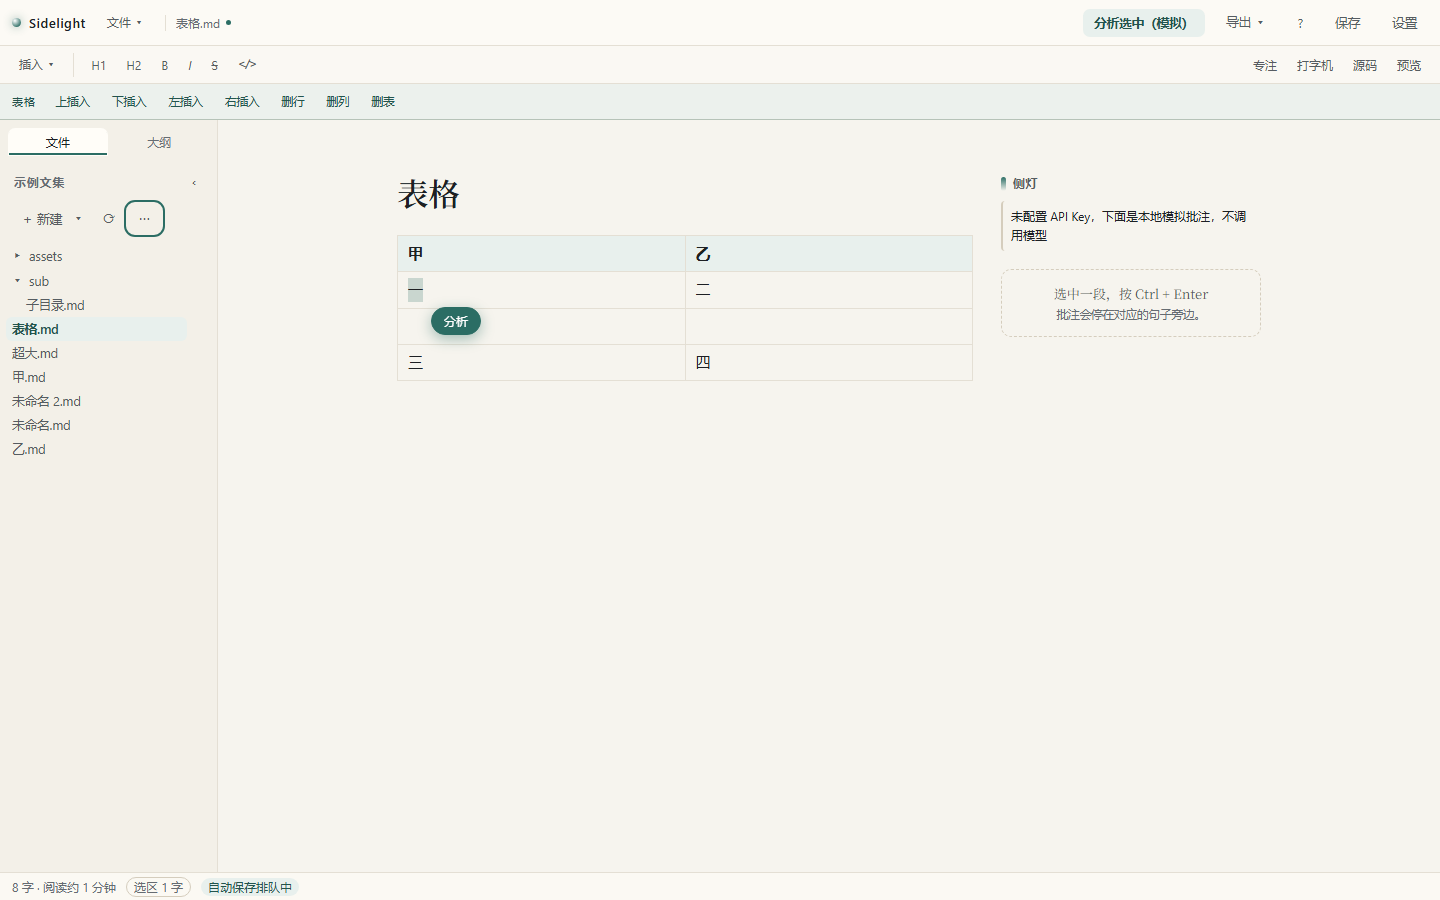 Sidelight 文件 表格.md 分析选中（模拟） 导出 ? 保存 设置
插入 H1 H2 B I S </> 专注 打字机 源码 预览
表格 上插入 下插入 左插入 右插入 删行 删列 删表
文件 大纲
示例文集 ‹
+ 新建 ⟳ ···
assets
sub
子目录.md
表格.md
超大.md
甲.md
未命名 2.md
未命名.md
乙.md
表格
甲 乙
一 二
分析
三 四
侧灯
未配置 API Key，下面是本地模拟批注，不调
用模型
选中一段，按 Ctrl + Enter
批注会停在对应的句子旁边。
8 字 · 阅读约 1 分钟 选区 1 字 自动保存排队中